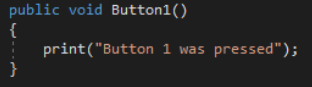 public void Button1()
{
    print("Button 1 was pressed");
}